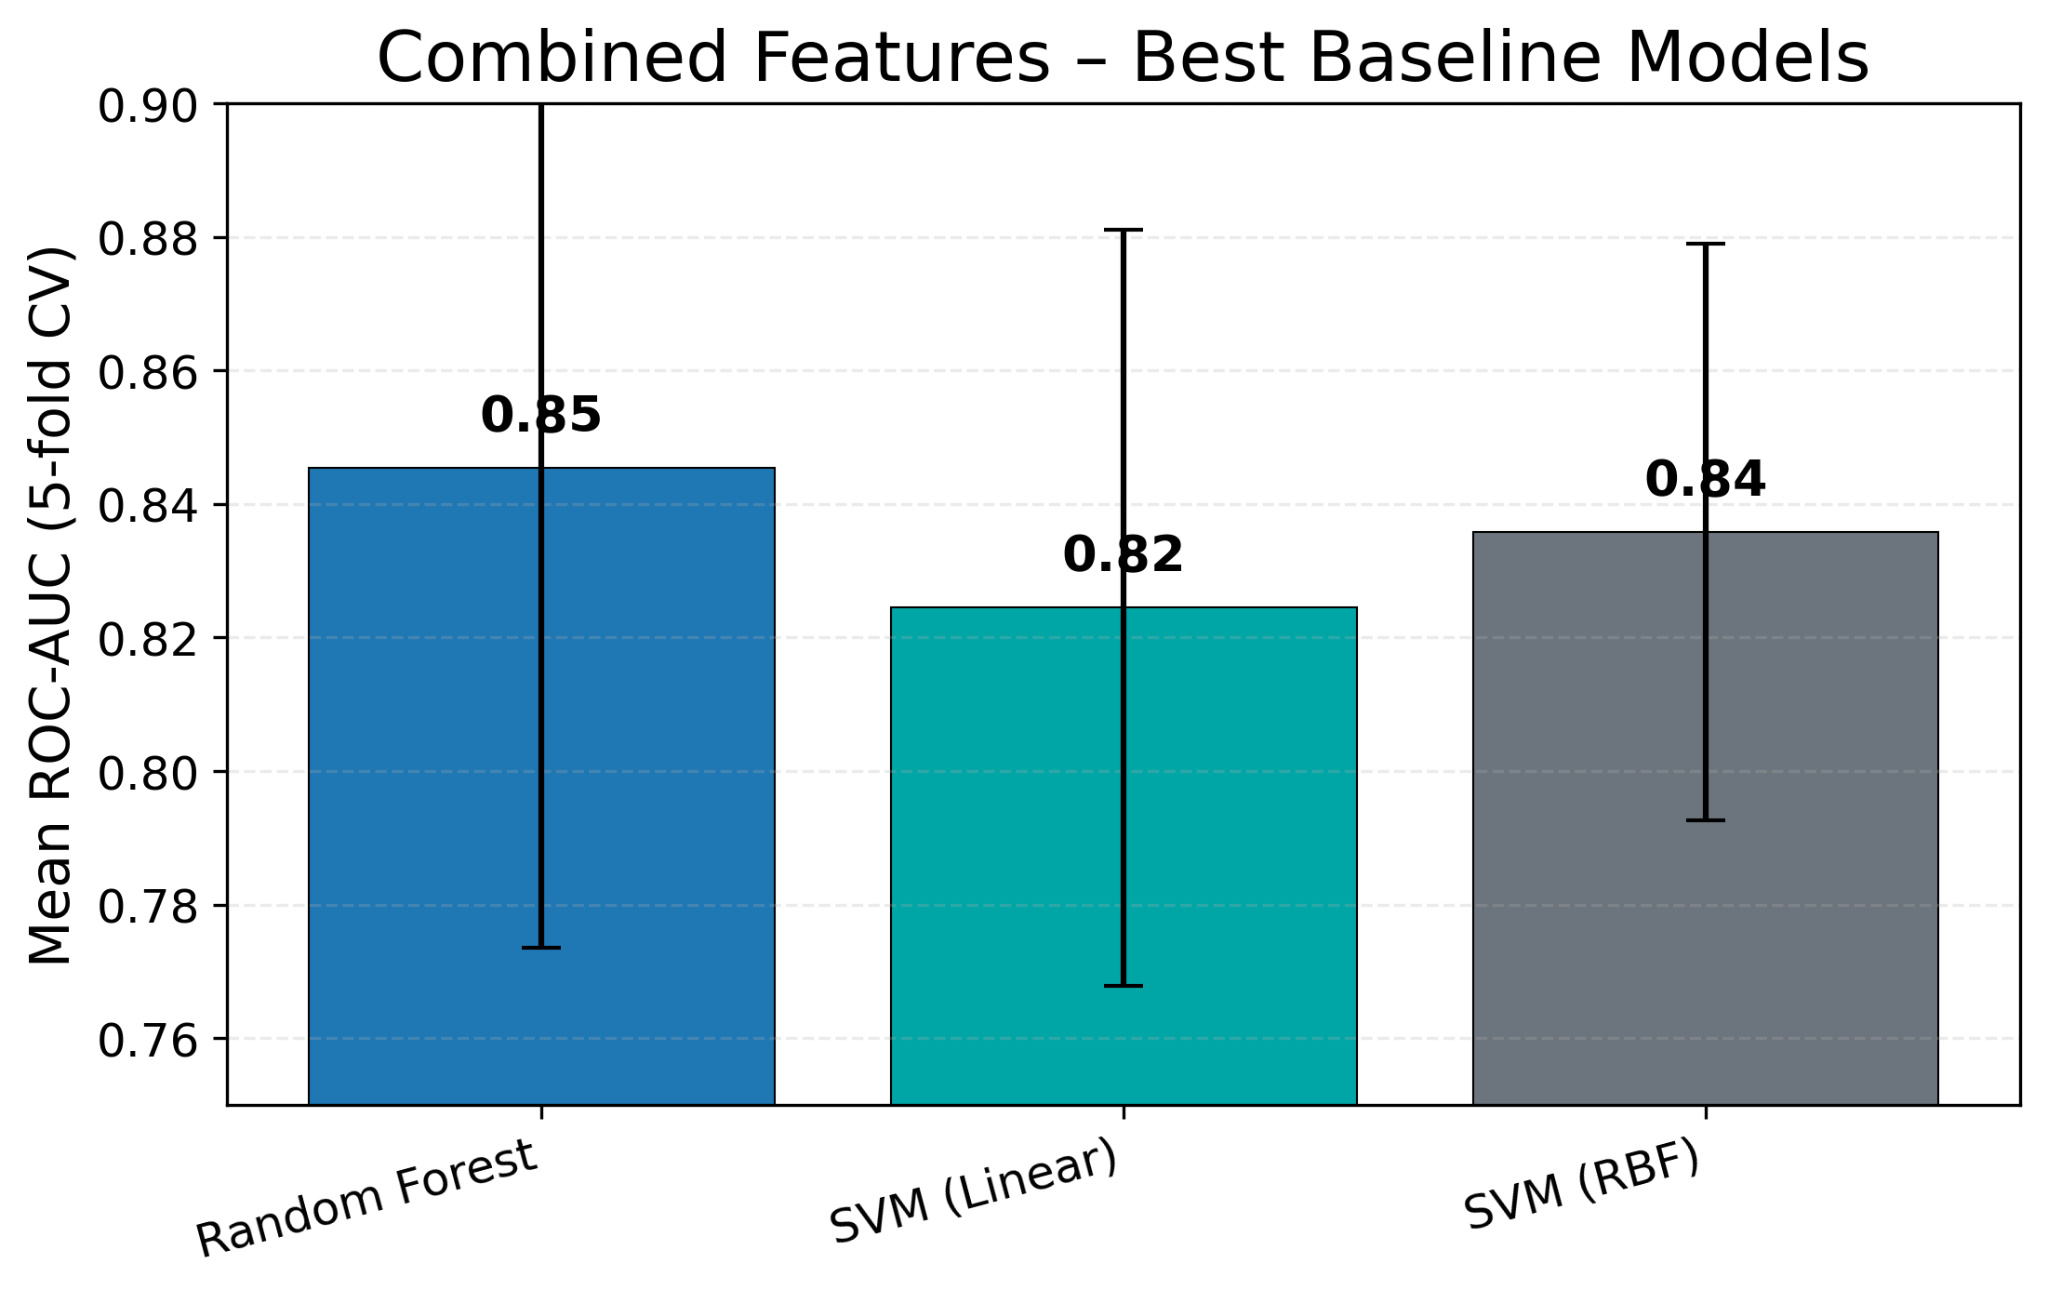 Combined Features – Best Baseline Models
Mean ROC-AUC (5-fold CV)
0.90
0.88
0.86
0.84
0.82
0.80
0.78
0.76
0.85
0.82
0.84
Random Forest
SVM (Linear)
SVM (RBF)